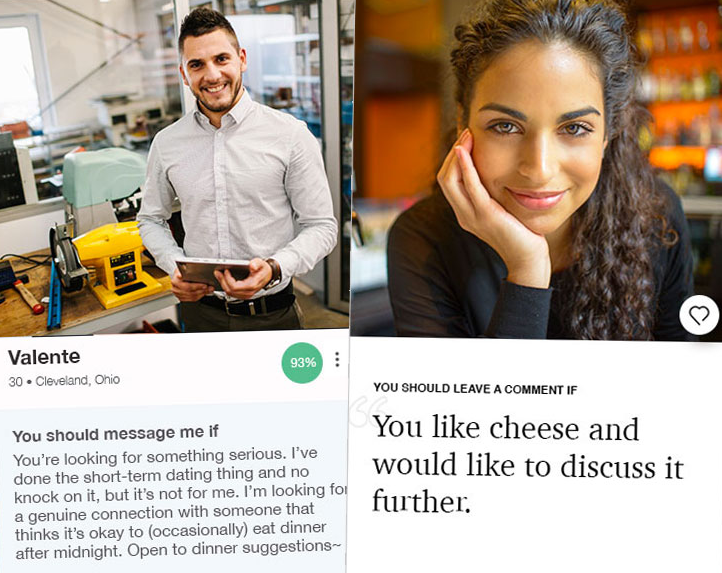 Valente
93%
30 • Cleveland, Ohio
You should message me if
You're looking for something serious. I've
done the short-term dating thing and no
knock on it, but it's not for me. I'm looking for
a genuine connection with someone that
thinks it's okay to (occasionally) eat dinner
after midnight. Open to dinner suggestions~
YOU SHOULD LEAVE A COMMENT IF
You like cheese and
would like to discuss it
further.